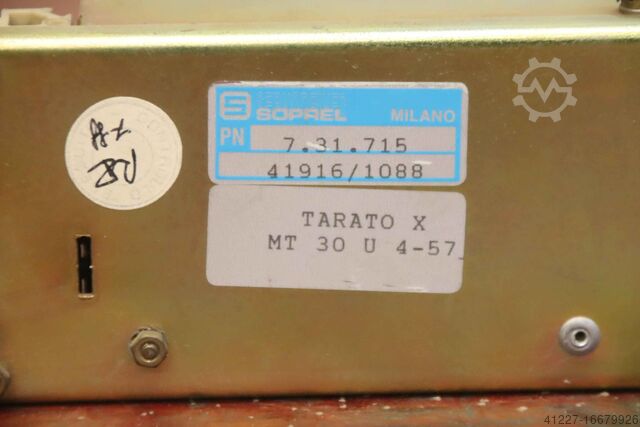 SOPREL
MILANO
PN
7.31.715
41916/1088
TARATO X
MT 30 U 4-57
41227-16679926